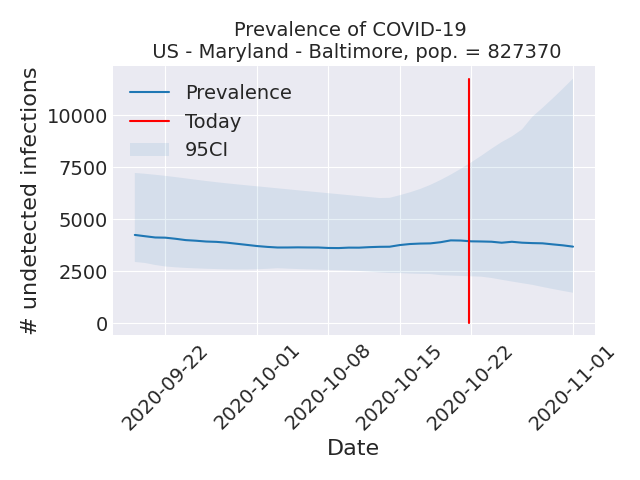 Prevalence of COVID-19
US - Maryland - Baltimore, pop. = 827370
Prevalence
Today
95CI
# undetected infections
10000
7500
5000
2500
0
2020-09-22
2020-10-01
2020-10-08
2020-10-15
2020-10-22
2020-11-01
Date